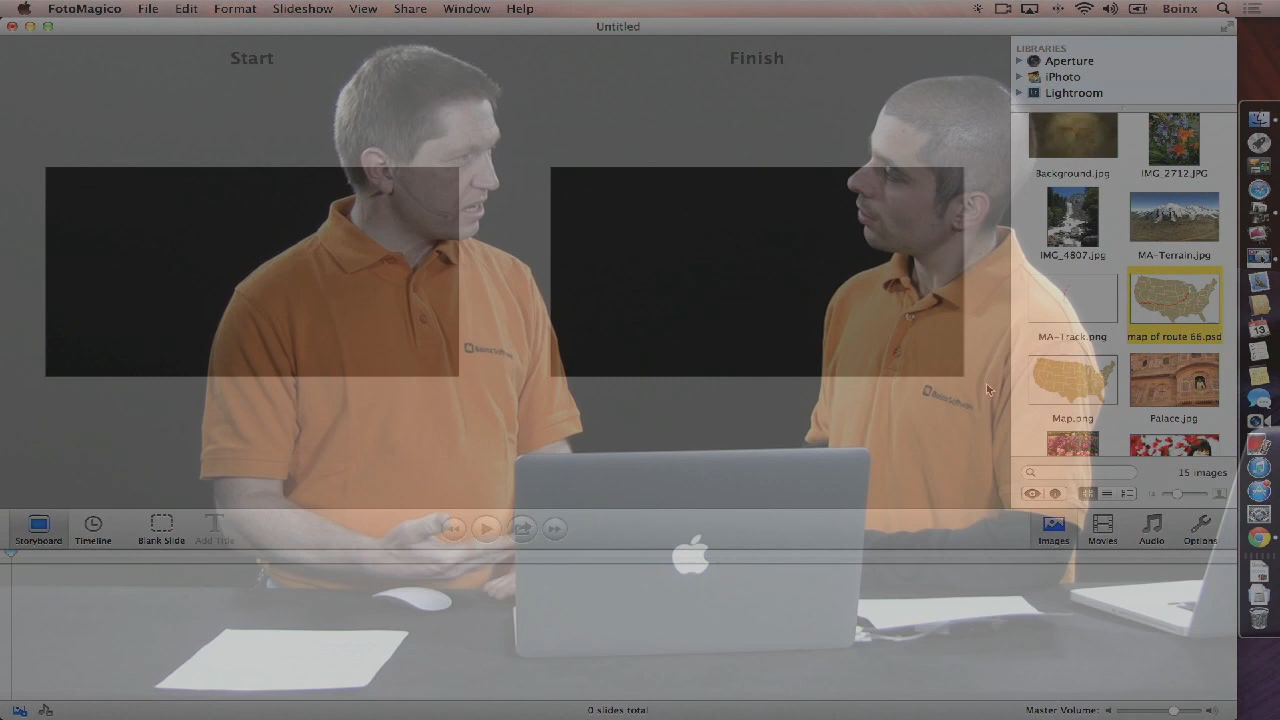 FotoMagico File Edit Format Slideshow View Share Window Help Boinx
Untitled
Start
Finish
LIBRARIES
Aperture
iPhoto
Lightroom
Background.jpg
IMG_2712.JPG
IMG_4807.jpg
MA-Terrain.jpg
MA-Track.png
map of route 66.psd
Map.png
Palace.jpg
15 images
BoinxSoftware
BoinxSoftware
Storyboard
Timeline
Blank Slide
Add Title
Images
Movies
Audio
Options
0 slides total
Master Volume: